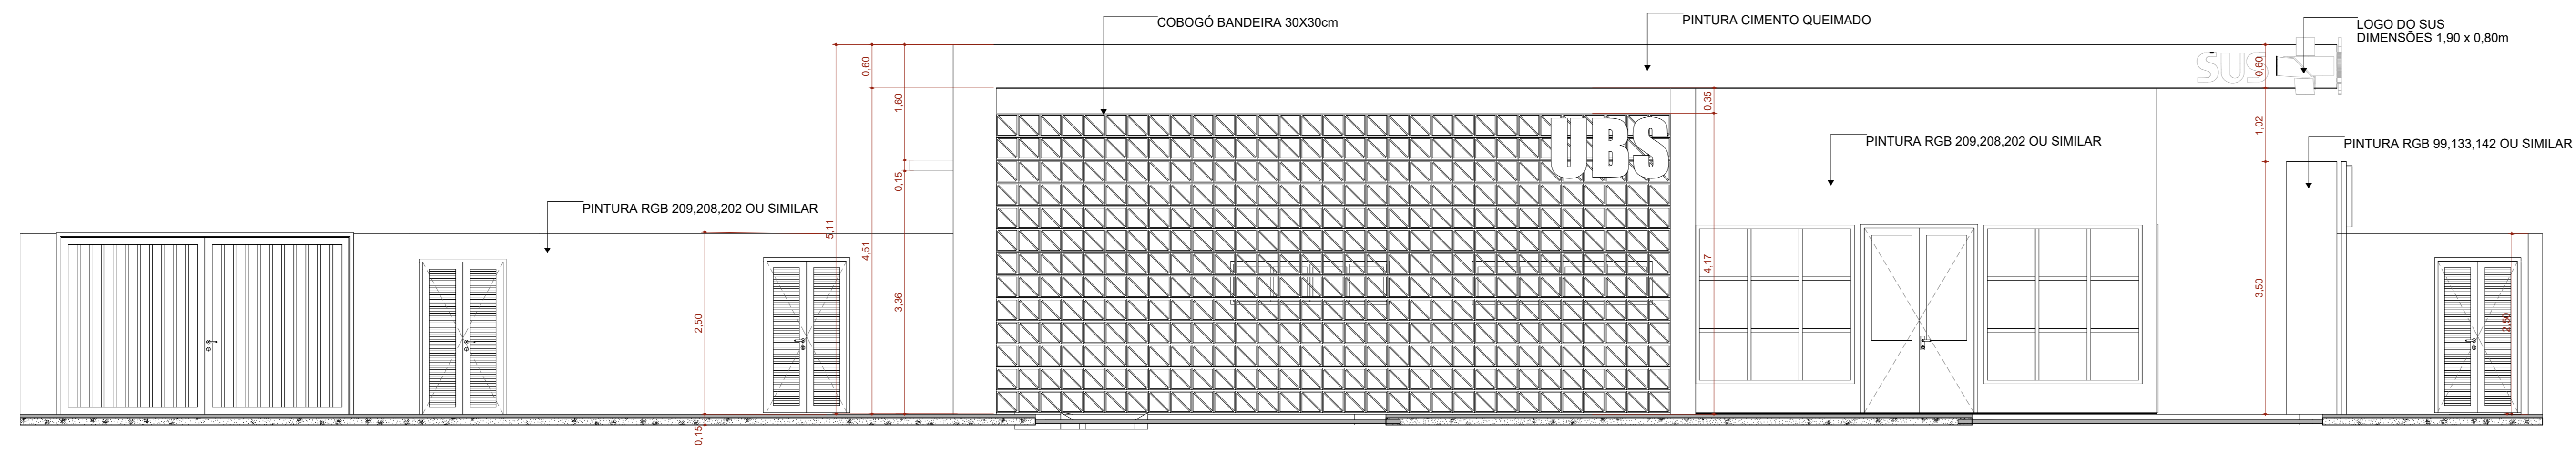 COBOGÓ BANDEIRA 30X30cm
PINTURA CIMENTO QUEIMADO
LOGO DO SUS
DIMENSÕES 1,90 x 0,80m
SUS
0,60
0,60
1,60
0,35
1,02
UBS
PINTURA RGB 209,208,202 OU SIMILAR
PINTURA RGB 99,133,142 OU SIMILAR
0,15
PINTURA RGB 209,208,202 OU SIMILAR
5,11
4,51
4,17
3,36
3,50
2,50
2,50
0,15